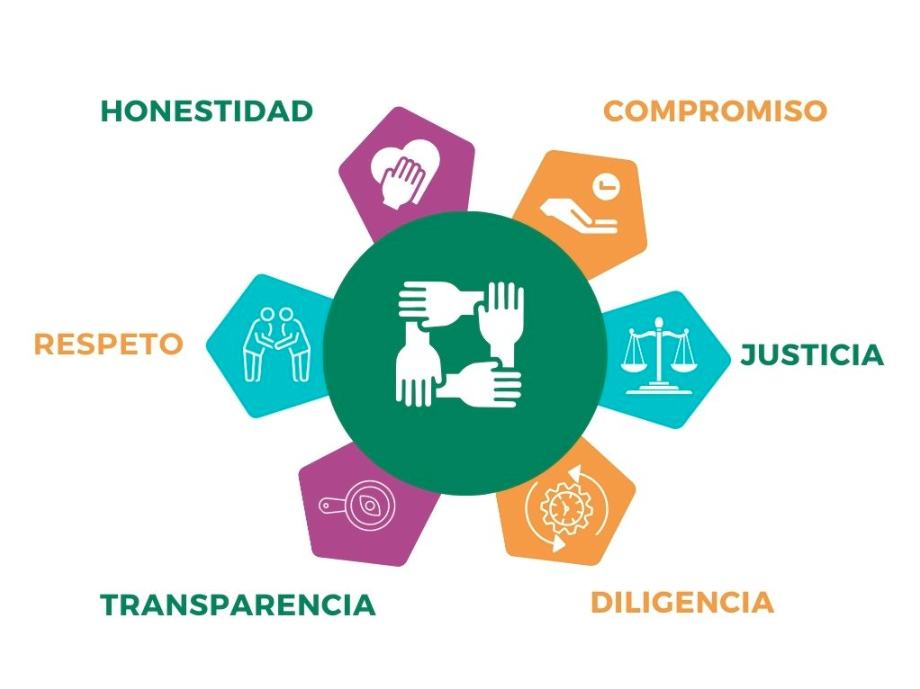 HONESTIDAD
COMPROMISO
RESPETO
JUSTICIA
TRANSPARENCIA
DILIGENCIA